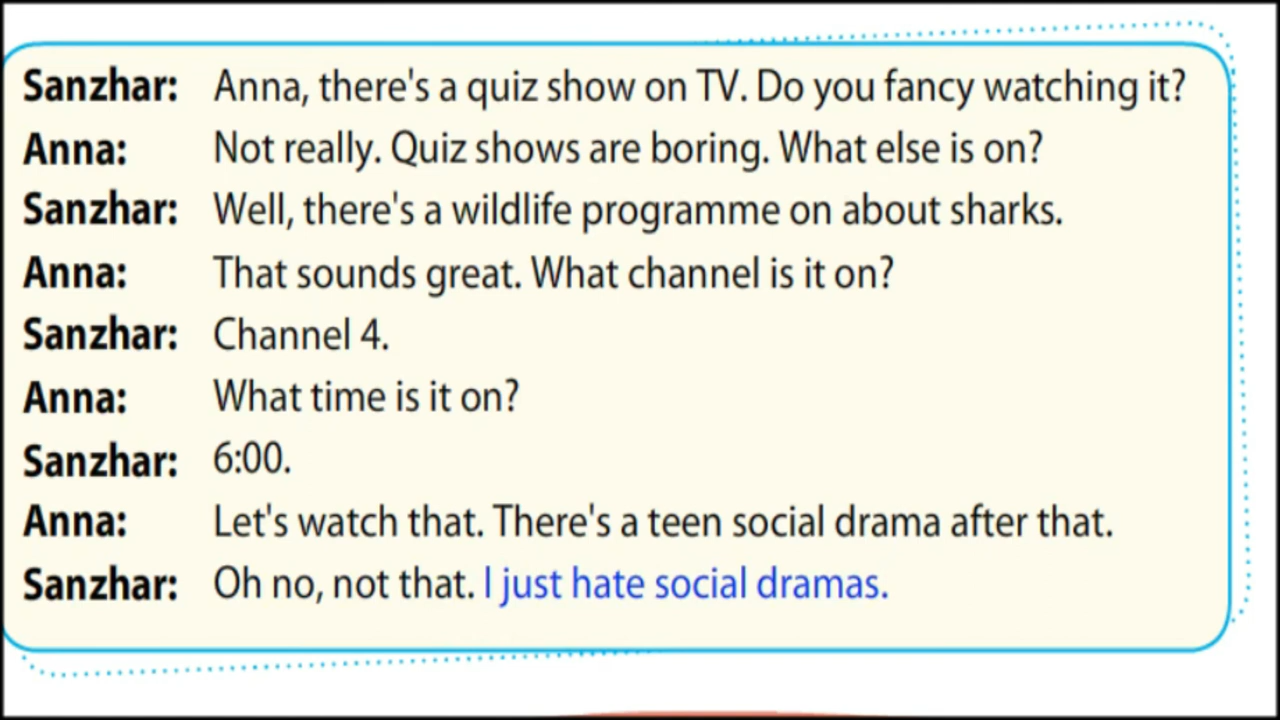 Sanzhar: Anna, there's a quiz show on TV. Do you fancy watching it?
Anna: Not really. Quiz shows are boring. What else is on?
Sanzhar: Well, there's a wildlife programme on about sharks.
Anna: That sounds great. What channel is it on?
Sanzhar: Channel 4.
Anna: What time is it on?
Sanzhar: 6:00.
Anna: Let's watch that. There's a teen social drama after that.
Sanzhar: Oh no, not that. I just hate social dramas.